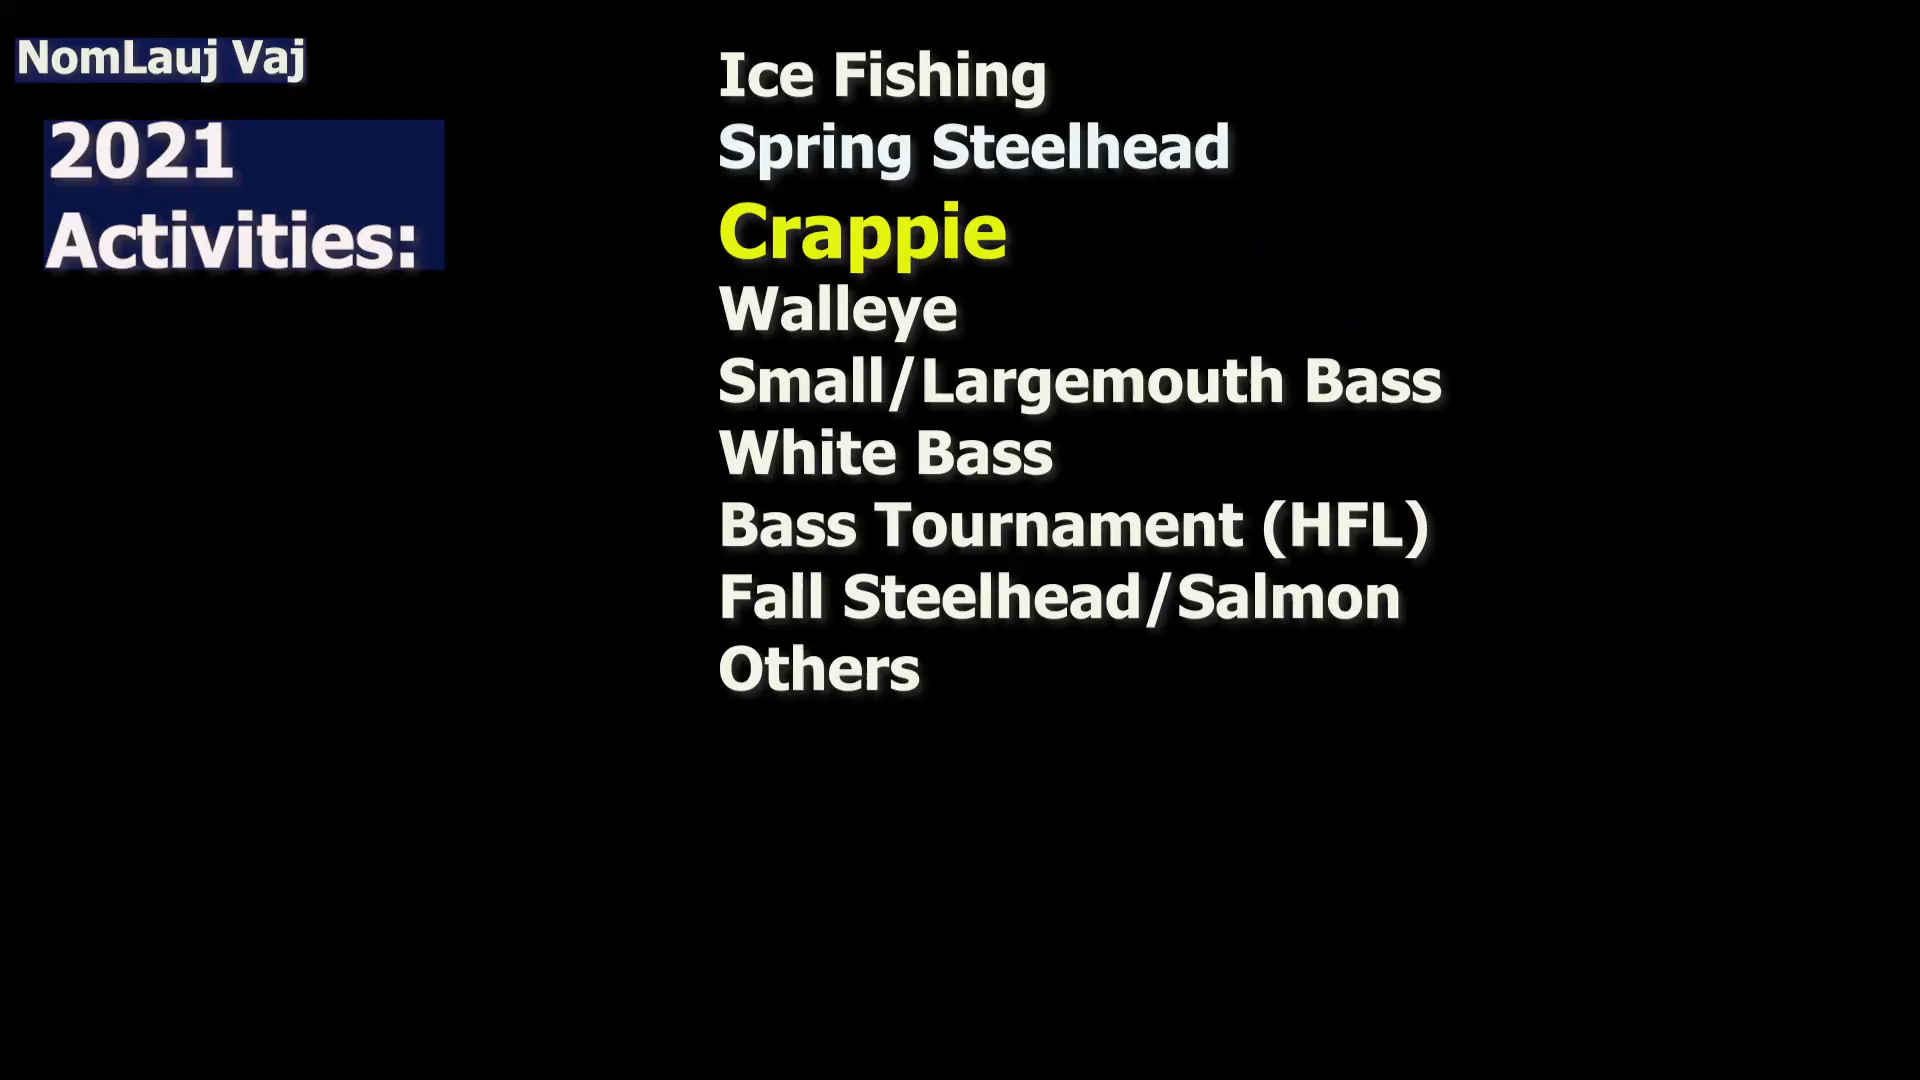 NomLauj Vaj
2021
Activities:
Ice Fishing
Spring Steelhead
Crappie
Walleye
Small/Largemouth Bass
White Bass
Bass Tournament (HFL)
Fall Steelhead/Salmon
Others